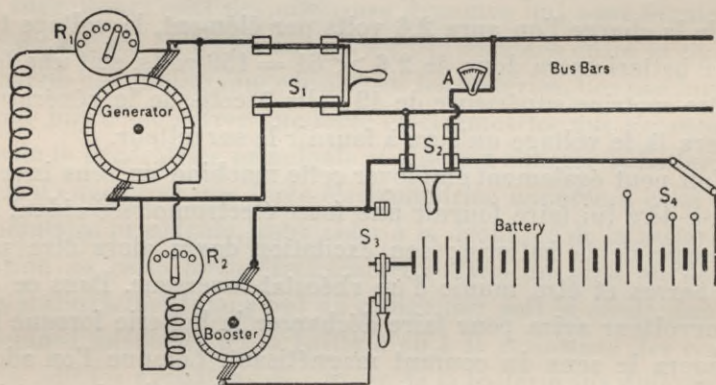 R1
Generator
S1
A
Bus Bars
S2
R2
Booster
S3
Battery
S4